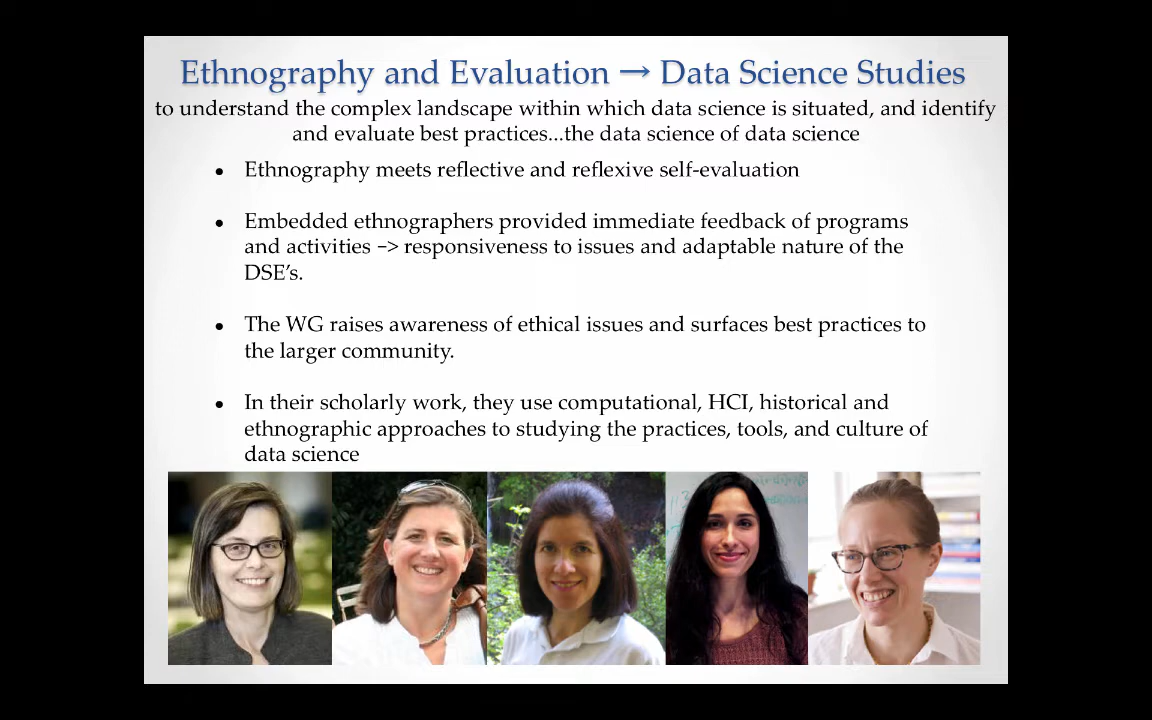 Ethnography and Evaluation → Data Science Studies
to understand the complex landscape within which data science is situated, and identify
and evaluate best practices...the data science of data science
• Ethnography meets reflective and reflexive self-evaluation
• Embedded ethnographers provided immediate feedback of programs
and activities –> responsiveness to issues and adaptable nature of the
DSE's.
• The WG raises awareness of ethical issues and surfaces best practices to
the larger community.
• In their scholarly work, they use computational, HCI, historical and
ethnographic approaches to studying the practices, tools, and culture of
data science